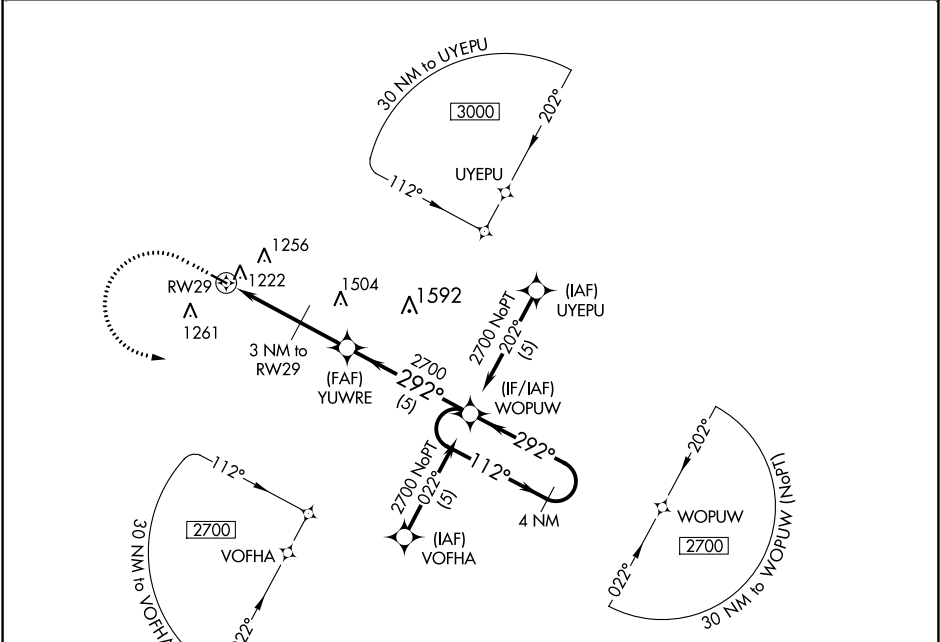 30 NM to UYEPU
3000
202°
UYEPU
112°
1256
1222
RW29
1504
1592
1261
(IAF)
UYEPU
2700 NoPT
202°
(5)
3 NM to
RW29
(FAF)
YUWRE
2700
292°
(5)
(IF/IAF)
WOPUW
292°
112°
4 NM
2700 NoPT
022°
(5)
(IAF)
VOFHA
112°
2700
VOFHA
30 NM to VOFHA
022°
202°
WOPUW
2700
022°
30 NM to WOPUW (NoPT)